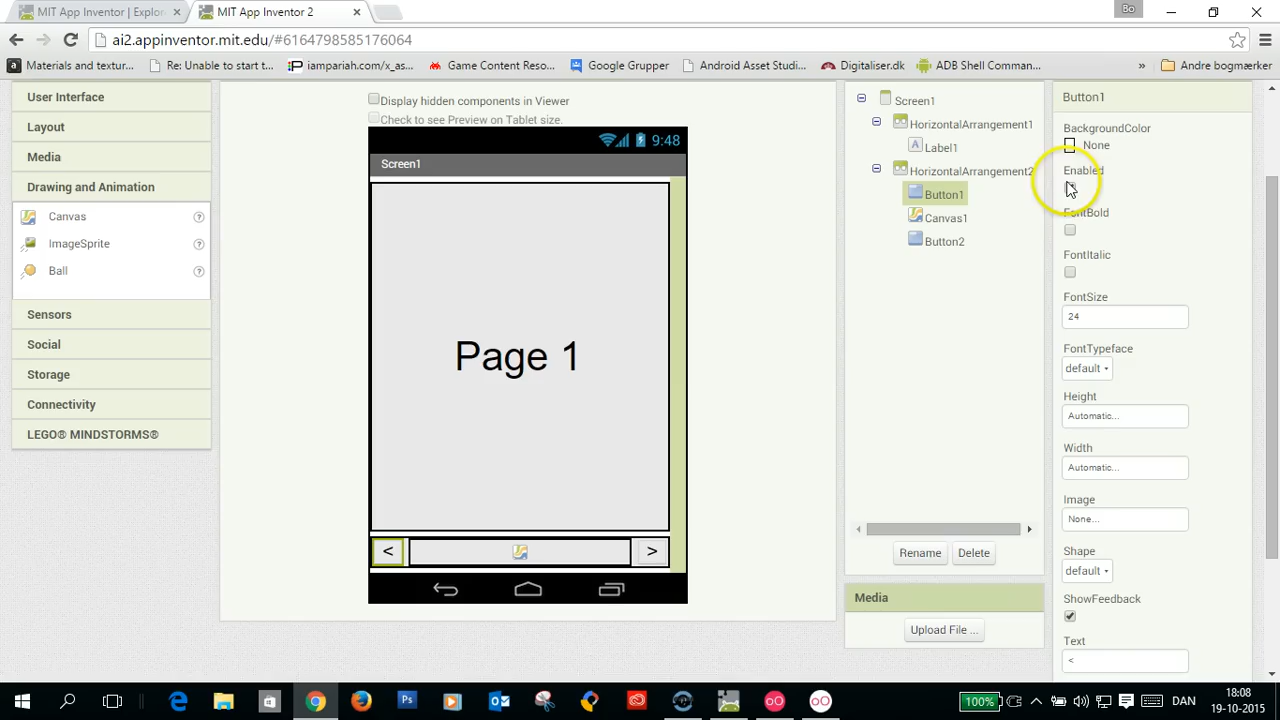 MIT App Inventor | Explor
MIT App Inventor 2
Bo
ai2.appinventor.mit.edu/#6164798585176064
Materials and textur...
Re: Unable to start t...
iampariah.com/x_as...
Game Content Reso...
Google Grupper
Android Asset Studi...
Digitaliser.dk
ADB Shell Comman...
»
Andre bogmærker
User Interface
Layout
Media
Drawing and Animation
Canvas
?
ImageSprite
?
Ball
?
Sensors
Social
Storage
Connectivity
LEGO® MINDSTORMS®
Display hidden components in Viewer
Check to see Preview on Tablet size.
9:48
Screen1
Page 1
<
>
Screen1
HorizontalArrangement1
Label1
HorizontalArrangement2
Button1
Canvas1
Button2
Rename
Delete
Media
Upload File ...
Button1
BackgroundColor
None
Enabled
FontBold
FontItalic
FontSize
24
FontTypeface
default
Height
Automatic...
Width
Automatic...
Image
None...
Shape
default
ShowFeedback
Text
<
100%
DAN
18:08
19-10-2015